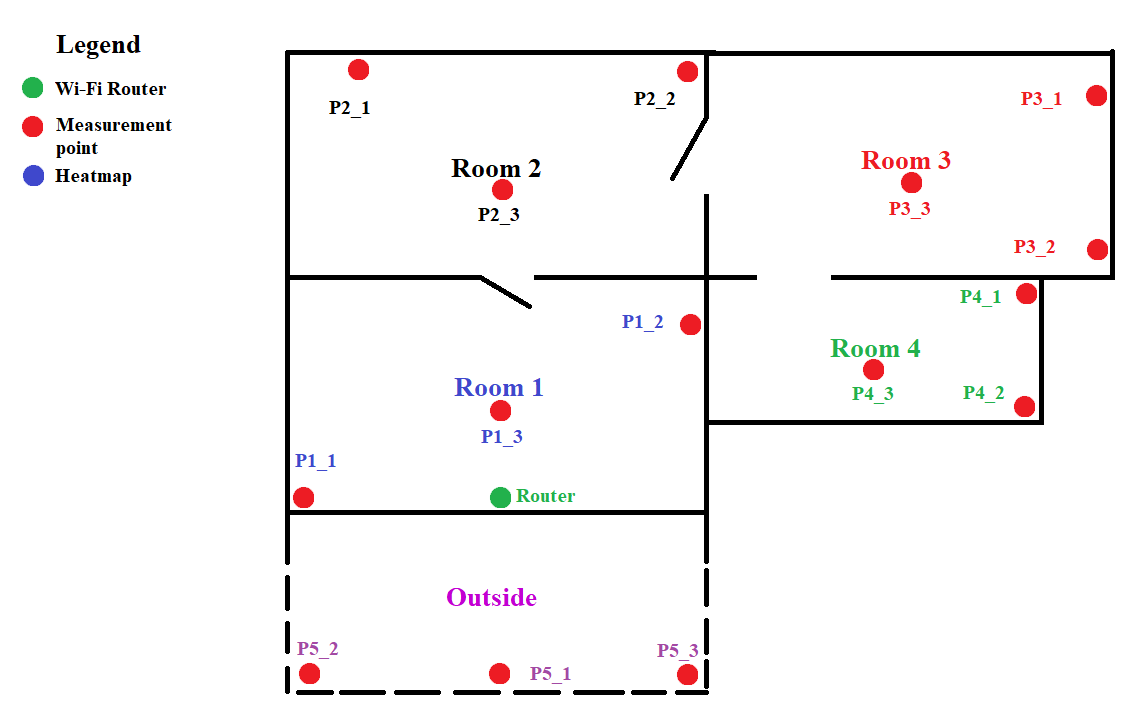 Legend
Wi-Fi Router
Measurement
point
Heatmap
P2_1
P2_2
Room 2
P2_3
P3_1
Room 3
P3_3
P3_2
P1_2
Room 1
P1_3
P1_1
Router
P4_1
Room 4
P4_3
P4_2
Outside
P5_2
P5_1
P5_3